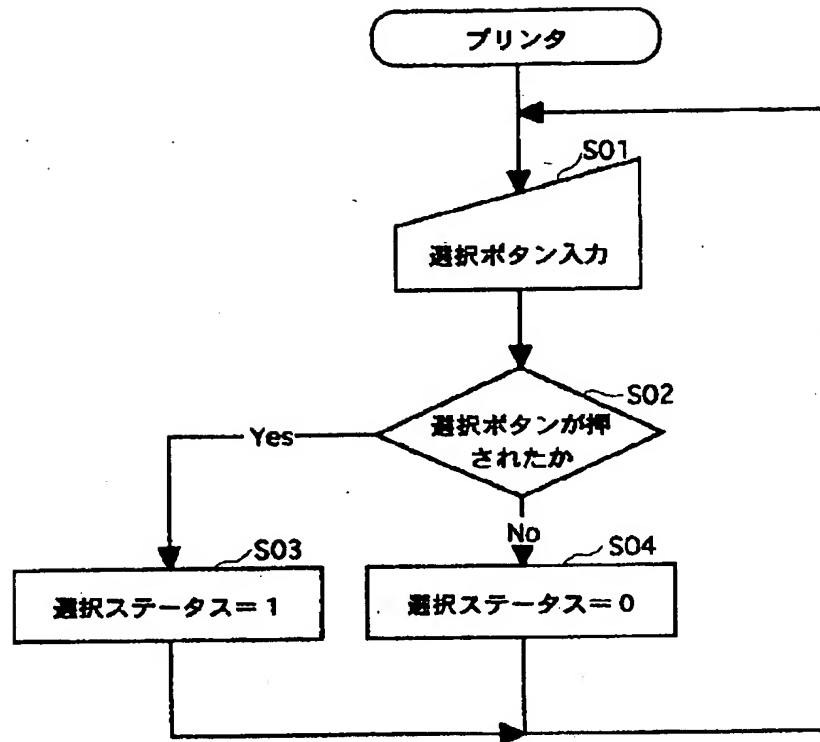 プリンタ
S01
選択ボタン入力
S02
選択ボタンが押
されたか
Yes
No
S03
選択ステータス＝1
S04
選択ステータス＝0